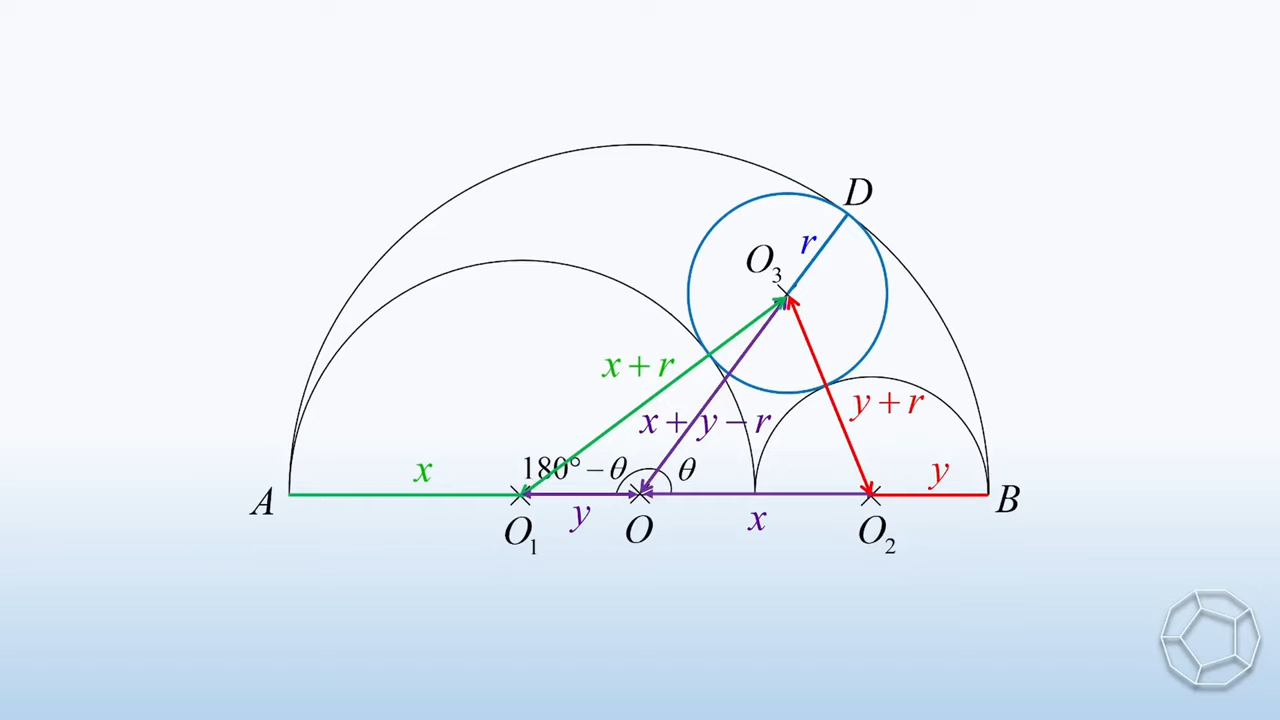 D
r
O₃
x + r
x + y − r
y + r
180° − θ
θ
x
y
A
B
y
x
O₁
O
O₂